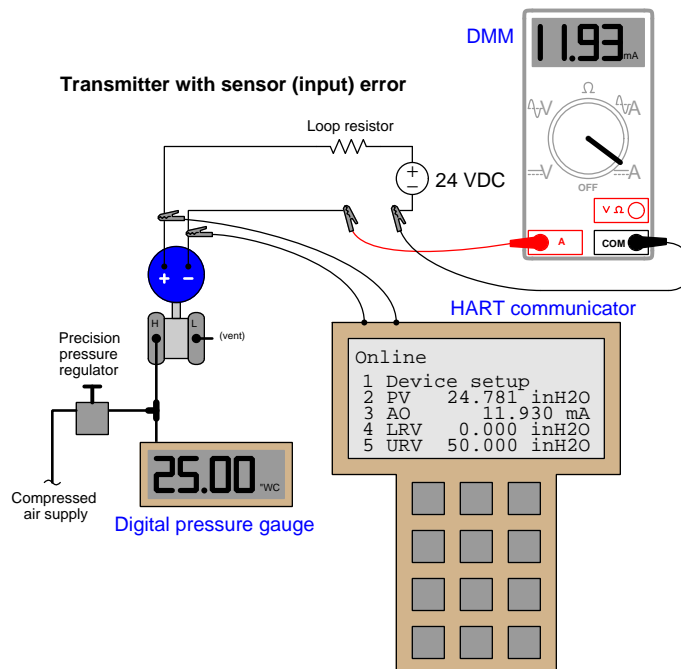 DMM
11.93 mA
Transmitter with sensor (input) error
Ω
V
A
V
A
OFF
Loop resistor
+
-
24 VDC
V Ω
A
COM
+ -
H
L
(vent)
HART communicator
Precision
pressure
regulator
Online
1 Device setup
2 PV 24.781 inH2O
3 AO 11.930 mA
4 LRV 0.000 inH2O
5 URV 50.000 inH2O
25.00 "WC
Compressed
air supply
Digital pressure gauge